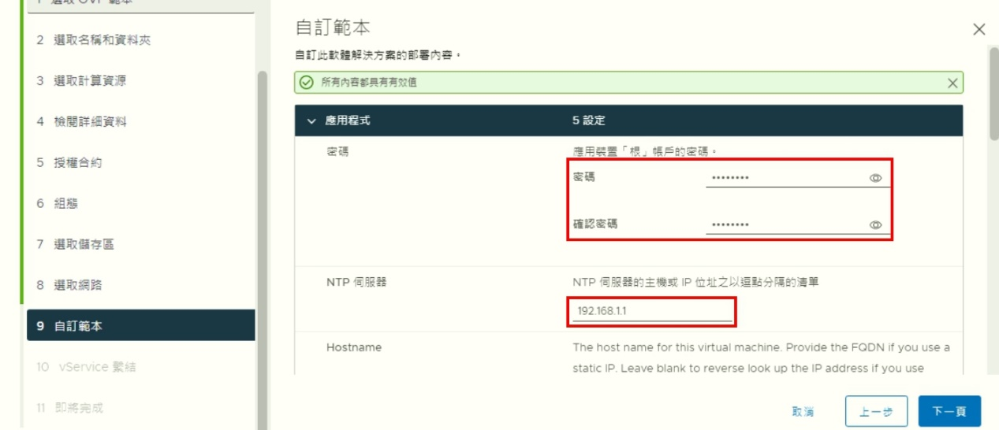 1 選取 OVF 範本
2 選取名稱和資料夾
3 選取計算資源
4 檢閱詳細資料
5 授權合約
6 組態
7 選取儲存區
8 選取網路
9 自訂範本
10 vService 繫結
11 即將完成
自訂範本
自訂此軟體解決方案的部署內容。
所有內容都具有有效值
應用程式 5 設定
密碼 應用裝置「根」帳戶的密碼。
密碼 ••••••••
確認密碼 ••••••••
NTP 伺服器 NTP 伺服器的主機或 IP 位址之以逗點分隔的清單
192.168.1.1
Hostname The host name for this virtual machine. Provide the FQDN if you use a
static IP. Leave blank to reverse look up the IP address if you use
取消 上一步 下一頁